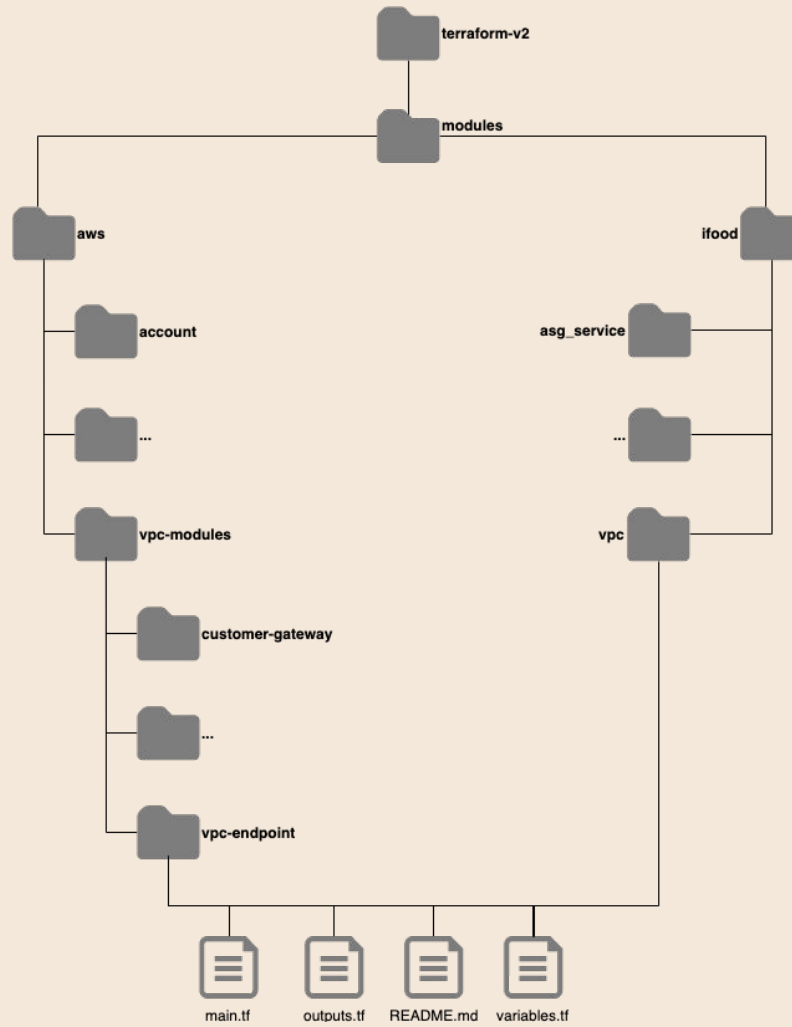 terraform-v2
modules
aws
ifood
account
asg_service
...
...
vpc-modules
vpc
customer-gateway
...
vpc-endpoint
main.tf
outputs.tf
README.md
variables.tf